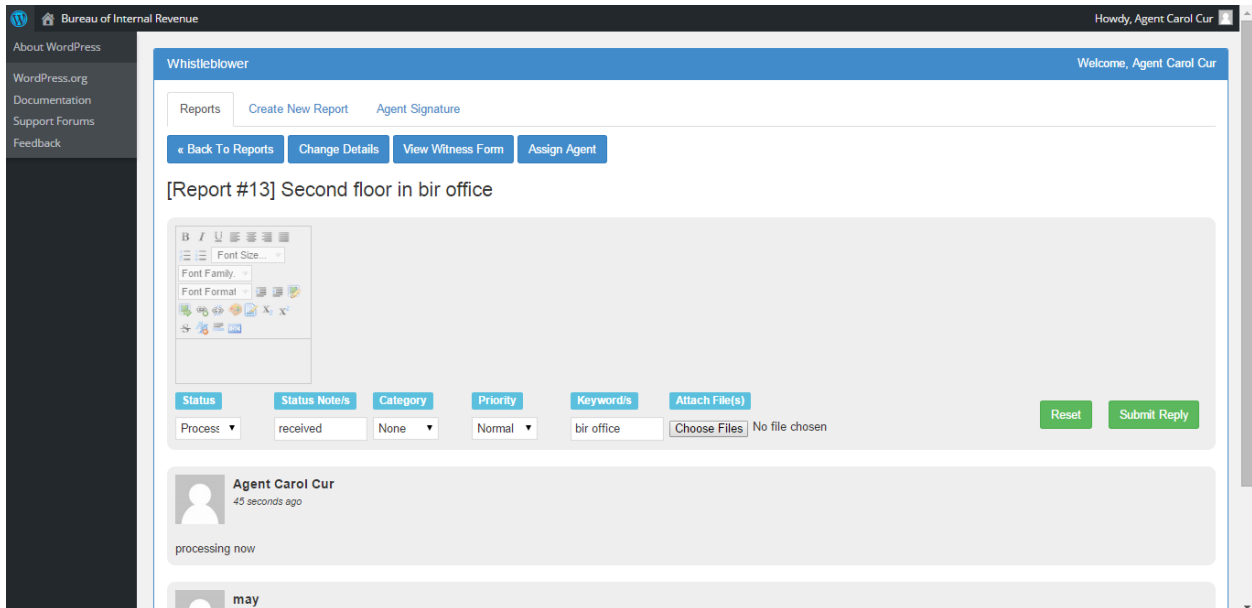 Bureau of Internal Revenue
Howdy, Agent Carol Cur
About WordPress
WordPress.org
Documentation
Support Forums
Feedback
Whistleblower
Welcome, Agent Carol Cur
Reports Create New Report Agent Signature
« Back To Reports Change Details View Witness Form Assign Agent
[Report #13] Second floor in bir office
B I U
Font Size...
Font Family.
Font Format
Status Status Note/s Category Priority Keyword/s Attach File(s)
Process received None Normal bir office Choose Files No file chosen
Reset Submit Reply
Agent Carol Cur
45 seconds ago
processing now
may